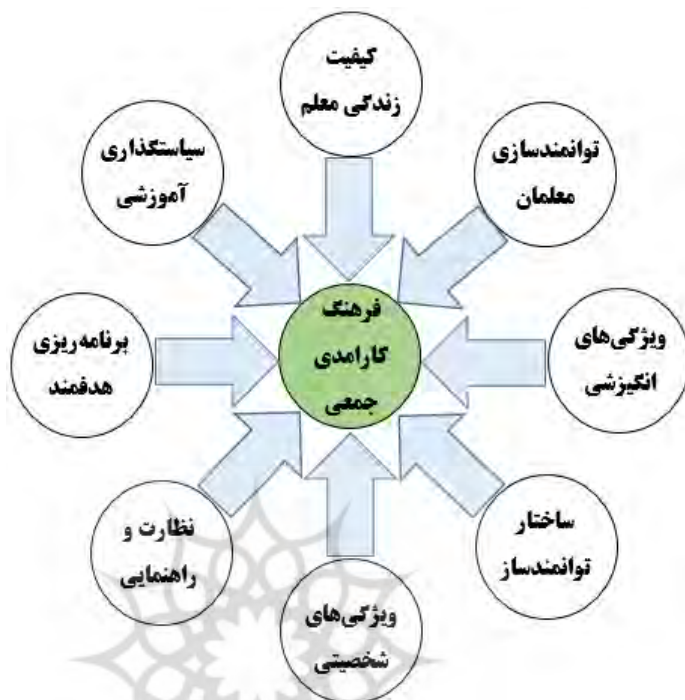 کیفیت
زندگی معلم
توانمندسازی
معلمان
ویژگی‌های
انگیزشی
ساختار
توانمندساز
ویژگی‌های
شخصیتی
نظارت و
راهنمایی
برنامه‌ریزی
هدفمند
سیاستگذاری
آموزشی
فرهنگ
کارامدی
جمعی